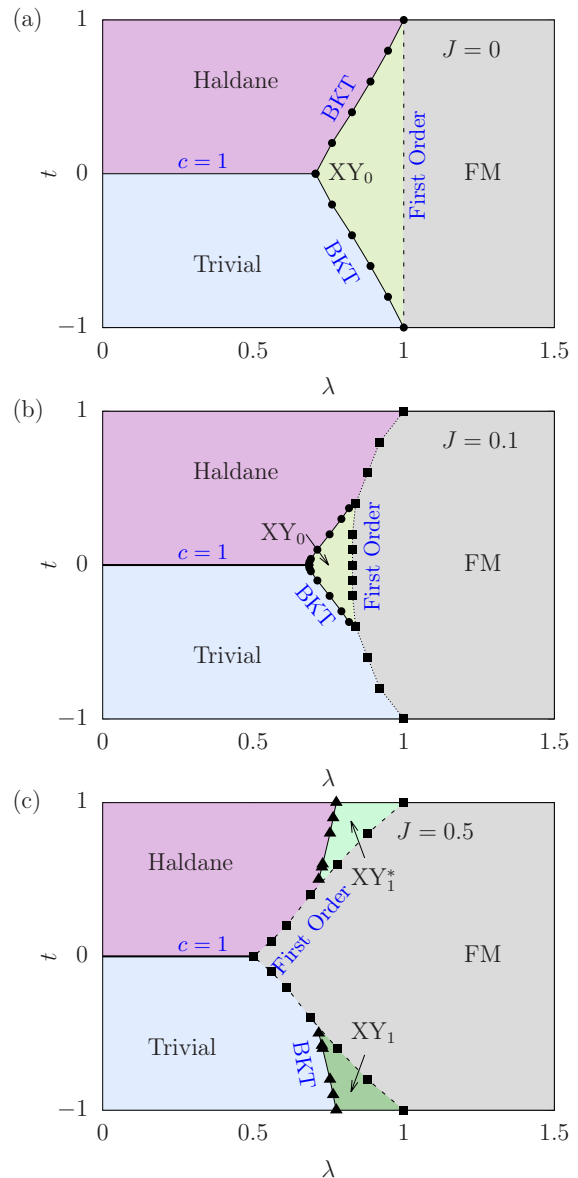 (a)
1
J = 0
Haldane
BKT
c = 1
t
0
XY₀
First Order
FM
BKT
Trivial
−1
0
0.5
1
1.5
λ
(b)
1
J = 0.1
Haldane
XY₀
c = 1
t
0
First Order
FM
BKT
Trivial
−1
0
0.5
1
1.5
λ
(c)
1
J = 0.5
Haldane
XY₁*
c = 1
First Order
t
0
FM
Trivial
BKT
XY₁
−1
0
0.5
1
1.5
λ